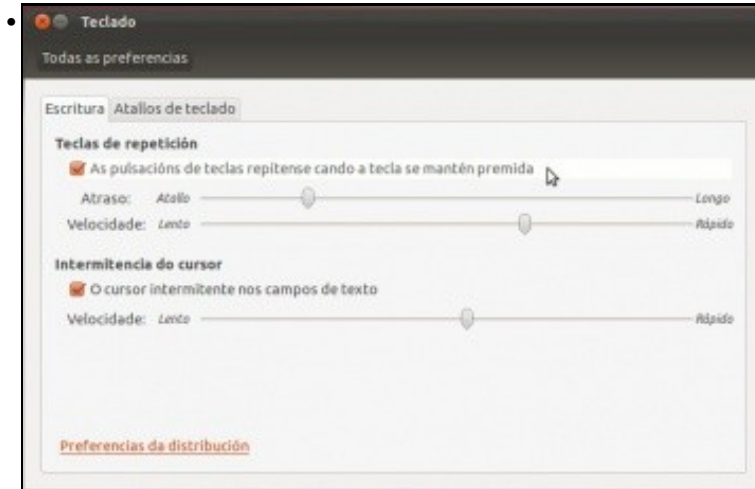 Teclado
Todas as preferencias
Escritura Atallos de teclado
Teclas de repetición
As pulsacións de teclas repítense cando a tecla se mantén premida
Atraso: Atallo Longo
Velocidade: Lento Rápido
Intermitencia do cursor
O cursor intermitente nos campos de texto
Velocidade: Lento Rápido
Preferencias da distribución